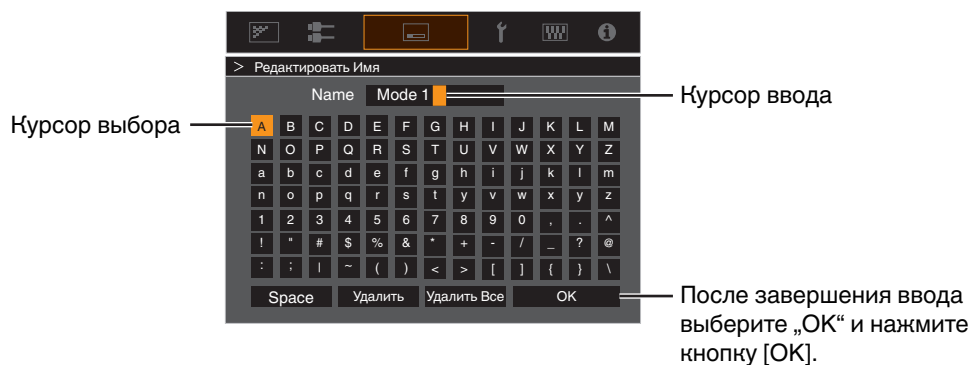 > Редактировать Имя
Name Mode 1
Курсор ввода
Курсор выбора
A B C D E F G H I J K L M
N O P Q R S T U V W X Y Z
a b c d e f g h i j k l m
n o p q r s t y v w x y z
1 2 3 4 5 6 7 8 9 0 , . ^
! " # $ % & * + - / _ ? @
: ; | ~ ( ) < > [ ] { } \
Space Удалить Удалить Все OK
После завершения ввода
выберите „OK“ и нажмите
кнопку [OK].